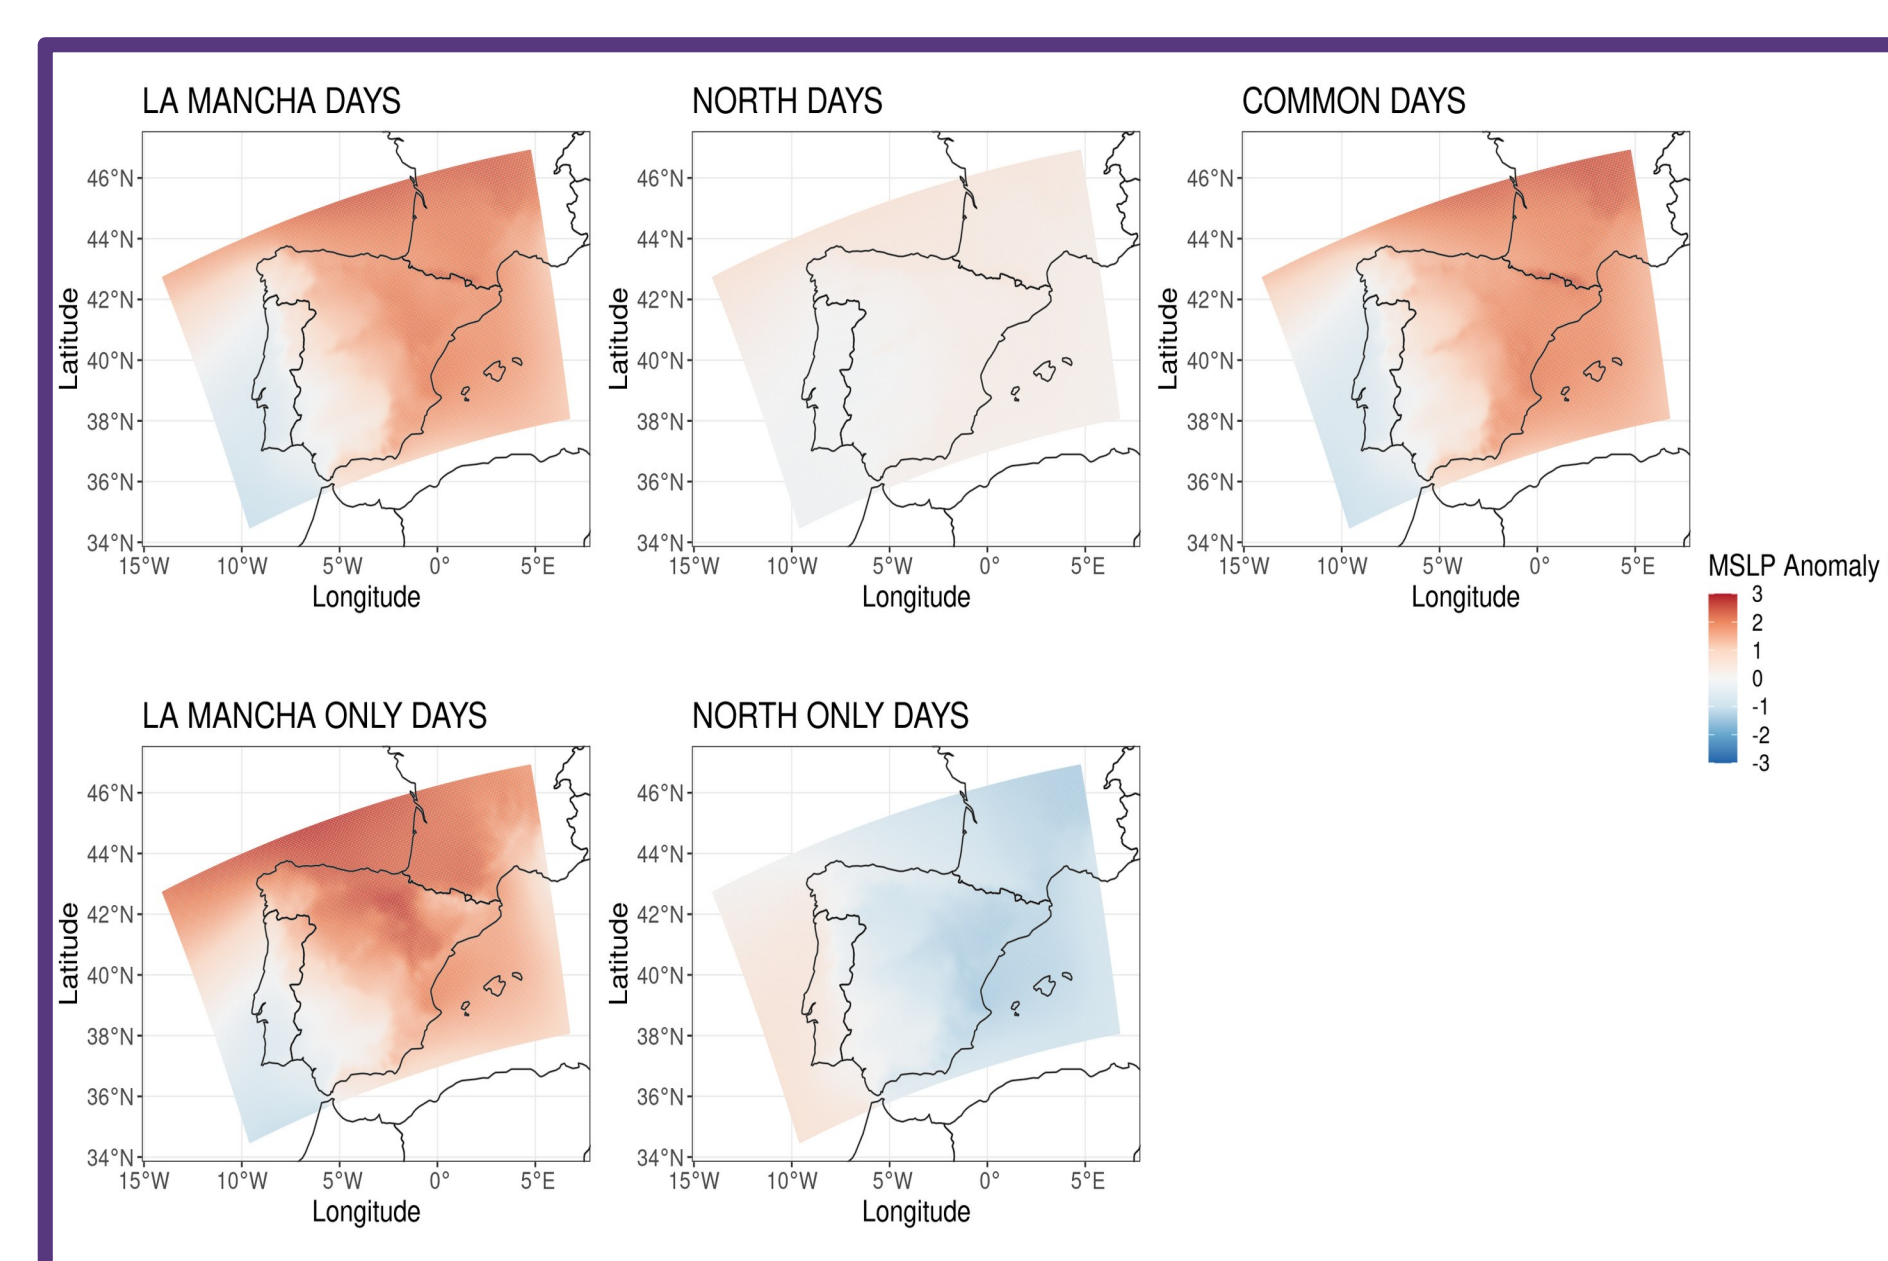 LA MANCHA DAYS
NORTH DAYS
COMMON DAYS
46°N
44°N
42°N
40°N
38°N
36°N
34°N
Latitude
15°W 10°W 5°W 0° 5°E
Longitude
46°N
44°N
42°N
40°N
38°N
36°N
34°N
Latitude
15°W 10°W 5°W 0° 5°E
Longitude
46°N
44°N
42°N
40°N
38°N
36°N
34°N
Latitude
15°W 10°W 5°W 0° 5°E
Longitude
MSLP Anomaly
3
2
1
0
-1
-2
-3
LA MANCHA ONLY DAYS
NORTH ONLY DAYS
46°N
44°N
42°N
40°N
38°N
36°N
34°N
Latitude
15°W 10°W 5°W 0° 5°E
Longitude
46°N
44°N
42°N
40°N
38°N
36°N
34°N
Latitude
15°W 10°W 5°W 0° 5°E
Longitude